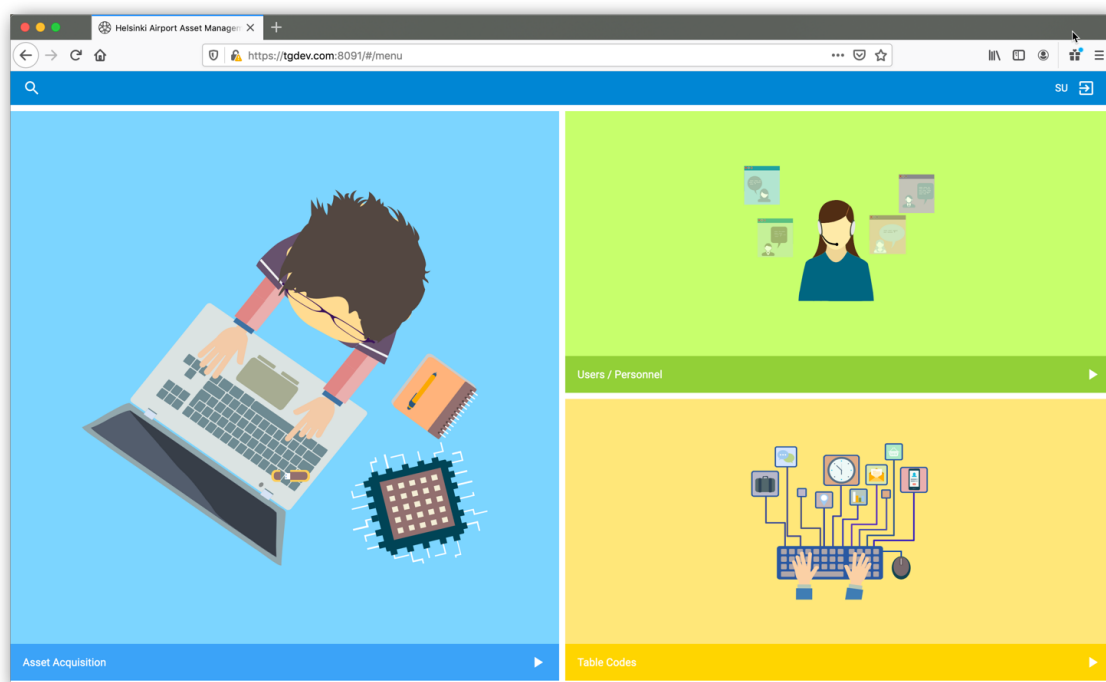 Helsinki Airport Asset Managem
https://tgdev.com:8091/#/menu
SU
Users / Personnel
Asset Acquisition
Table Codes